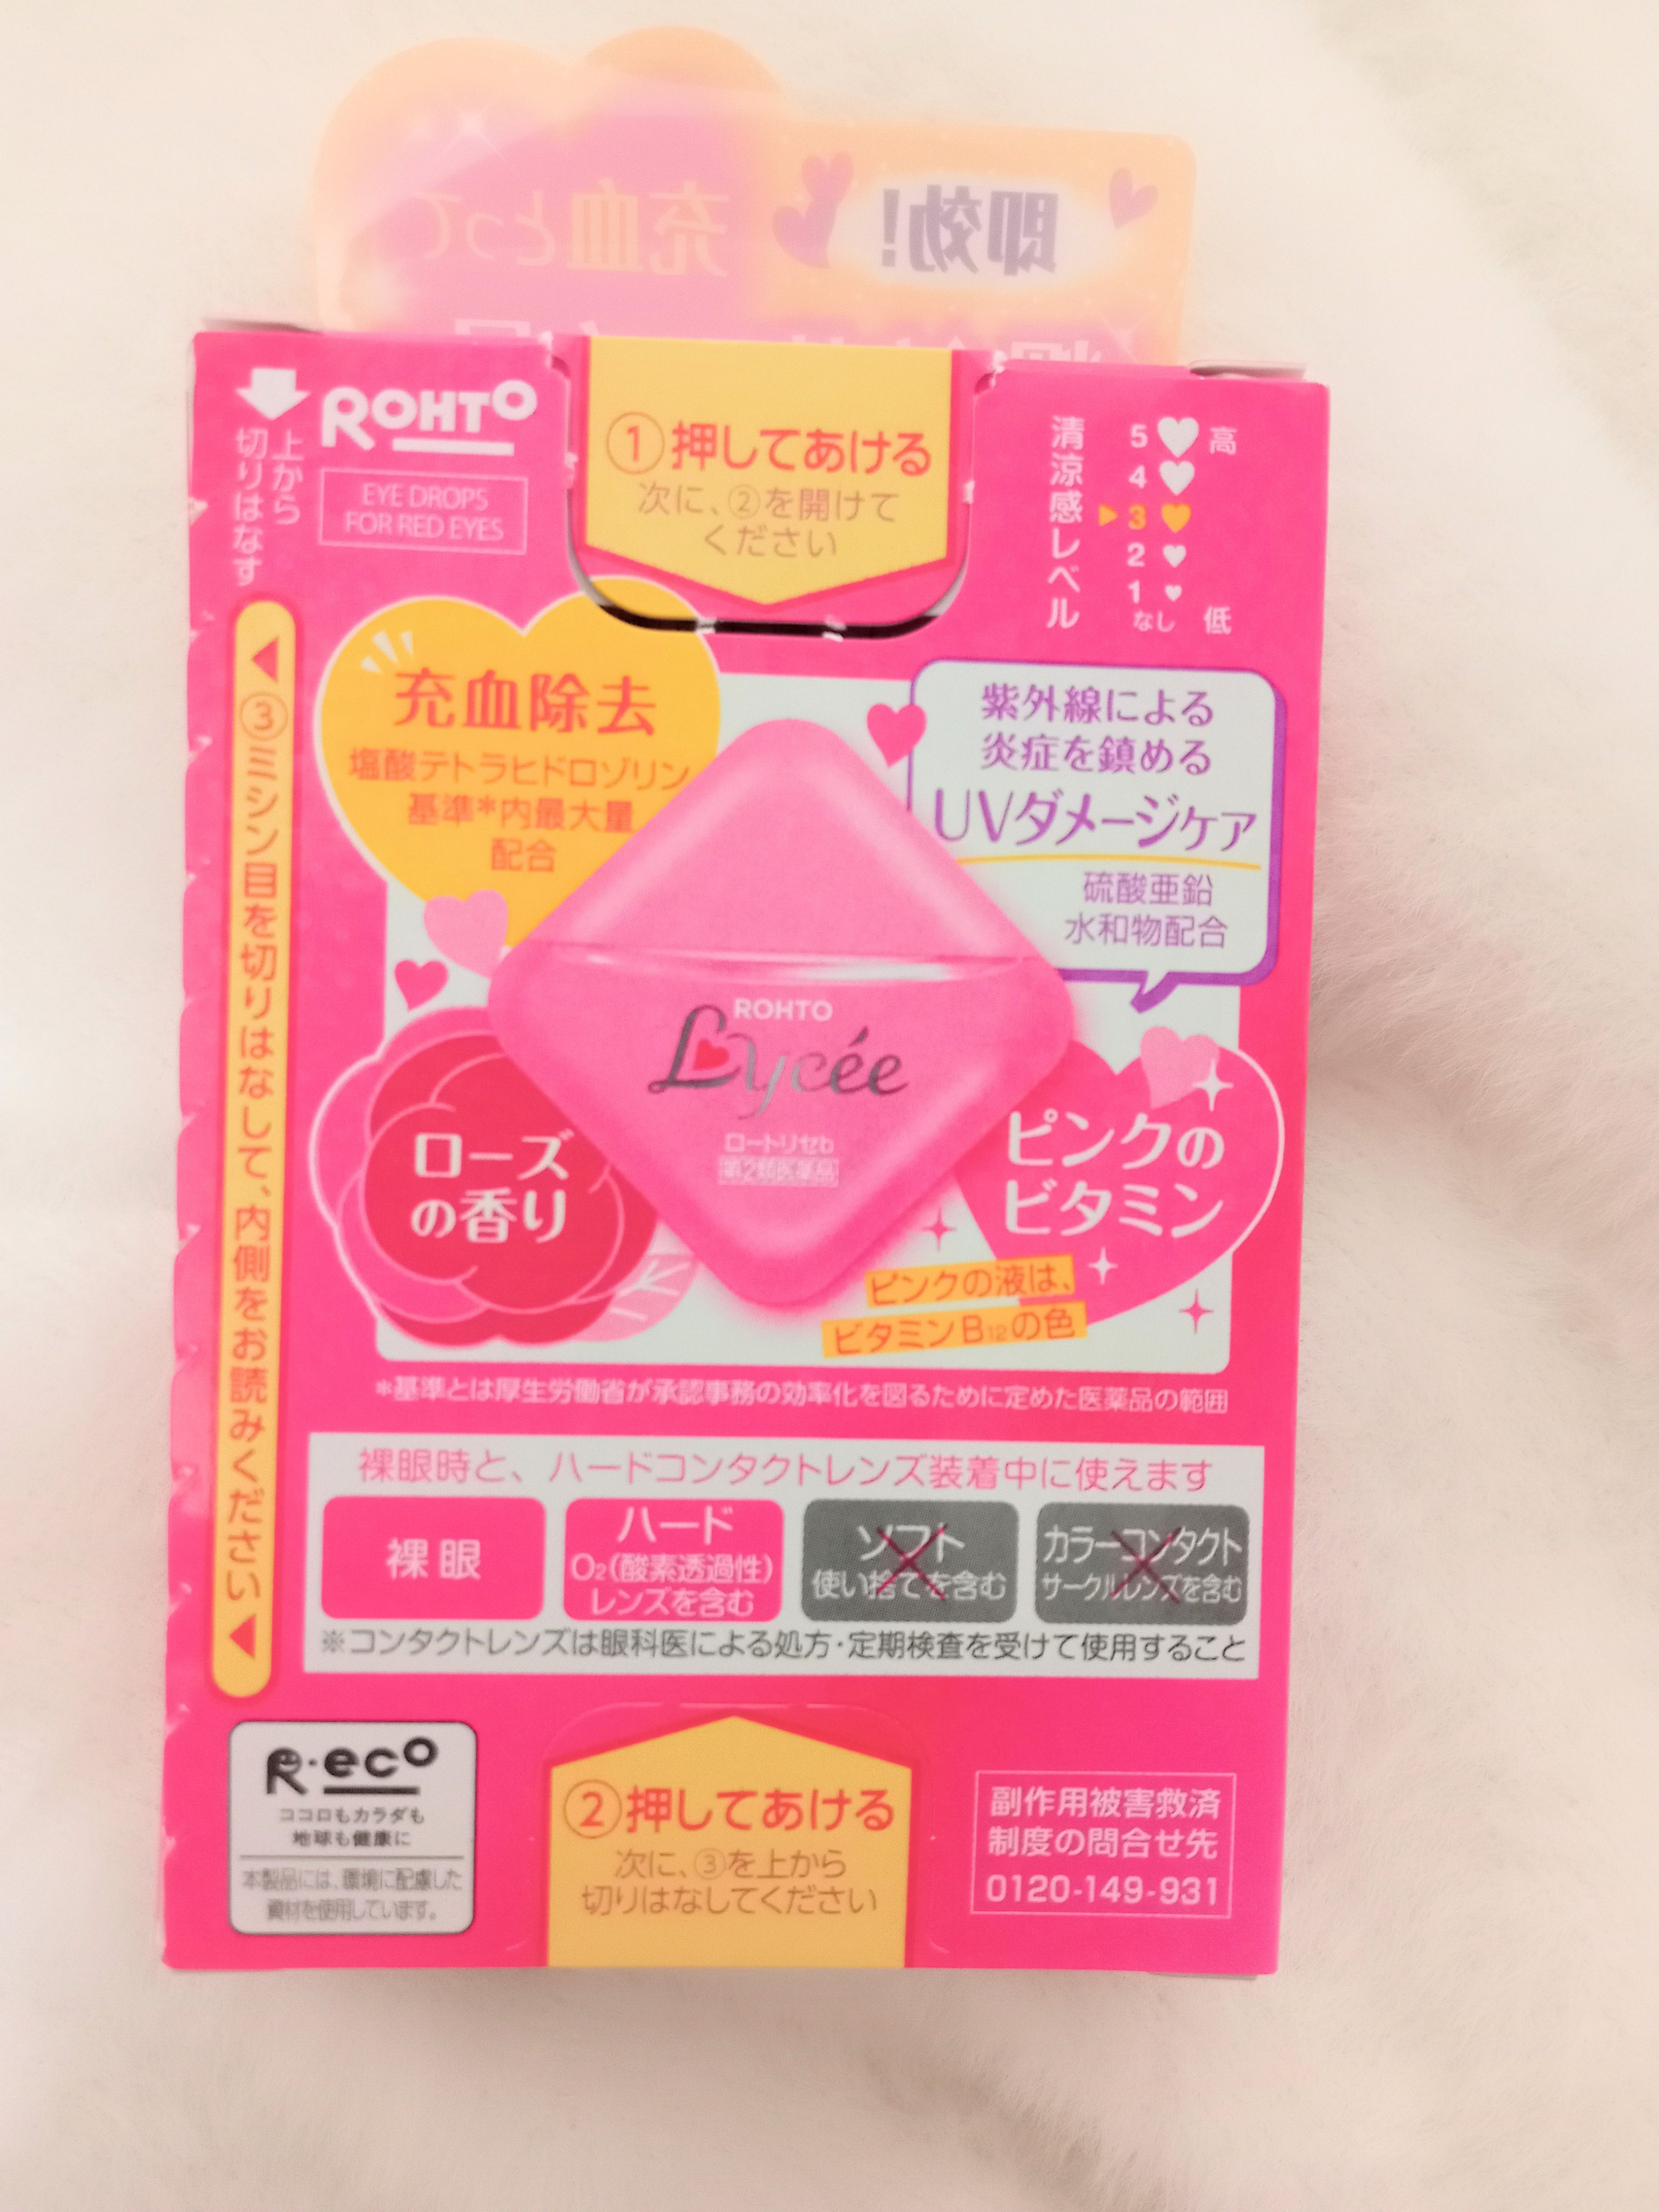 即効!
充血とって
ROHTO
EYE DROPS
FOR RED EYES
上から
切りはなす
①押してあける
次に、②を開けて
ください
清涼感レベル
5 高
4
3
2
1
なし 低
③ミシン目を切りはなして、内側をお読みください
充血除去
塩酸テトラヒドロゾリン
基準*内最大量
配合
紫外線による
炎症を鎮める
UVダメージケア
硫酸亜鉛
水和物配合
ROHTO
Lycée
ロートリセb
第2類医薬品
ローズ
の香り
ピンクの
ビタミン
ピンクの液は、
ビタミンB12の色
*基準とは厚生労働省が承認事務の効率化を図るために定めた医薬品の範囲
裸眼時と、ハードコンタクトレンズ装着中に使えます
裸眼
ハード
O2(酸素透過性)
レンズを含む
ソフト
使い捨てを含む
カラーコンタクト
サークルレンズを含む
※コンタクトレンズは眼科医による処方・定期検査を受けて使用すること
R・eco
ココロもカラダも
地球も健康に
本製品には、環境に配慮した
資材を使用しています。
②押してあける
次に、③を上から
切りはなしてください
副作用被害救済
制度の問合せ先
0120-149-931